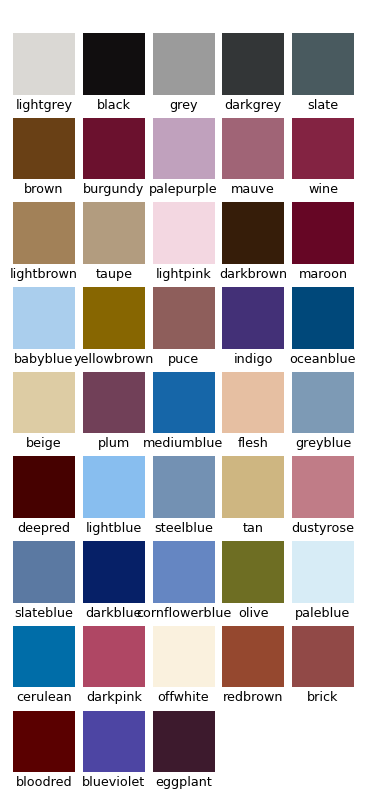 lightgrey black grey darkgrey slate
brown burgundy palepurple mauve wine
lightbrown taupe lightpink darkbrown maroon
babyblue yellowbrown puce indigo oceanblue
beige plum mediumblue flesh greyblue
deepred lightblue steelblue tan dustyrose
slateblue darkblue cornflowerblue olive paleblue
cerulean darkpink offwhite redbrown brick
bloodred blueviolet eggplant